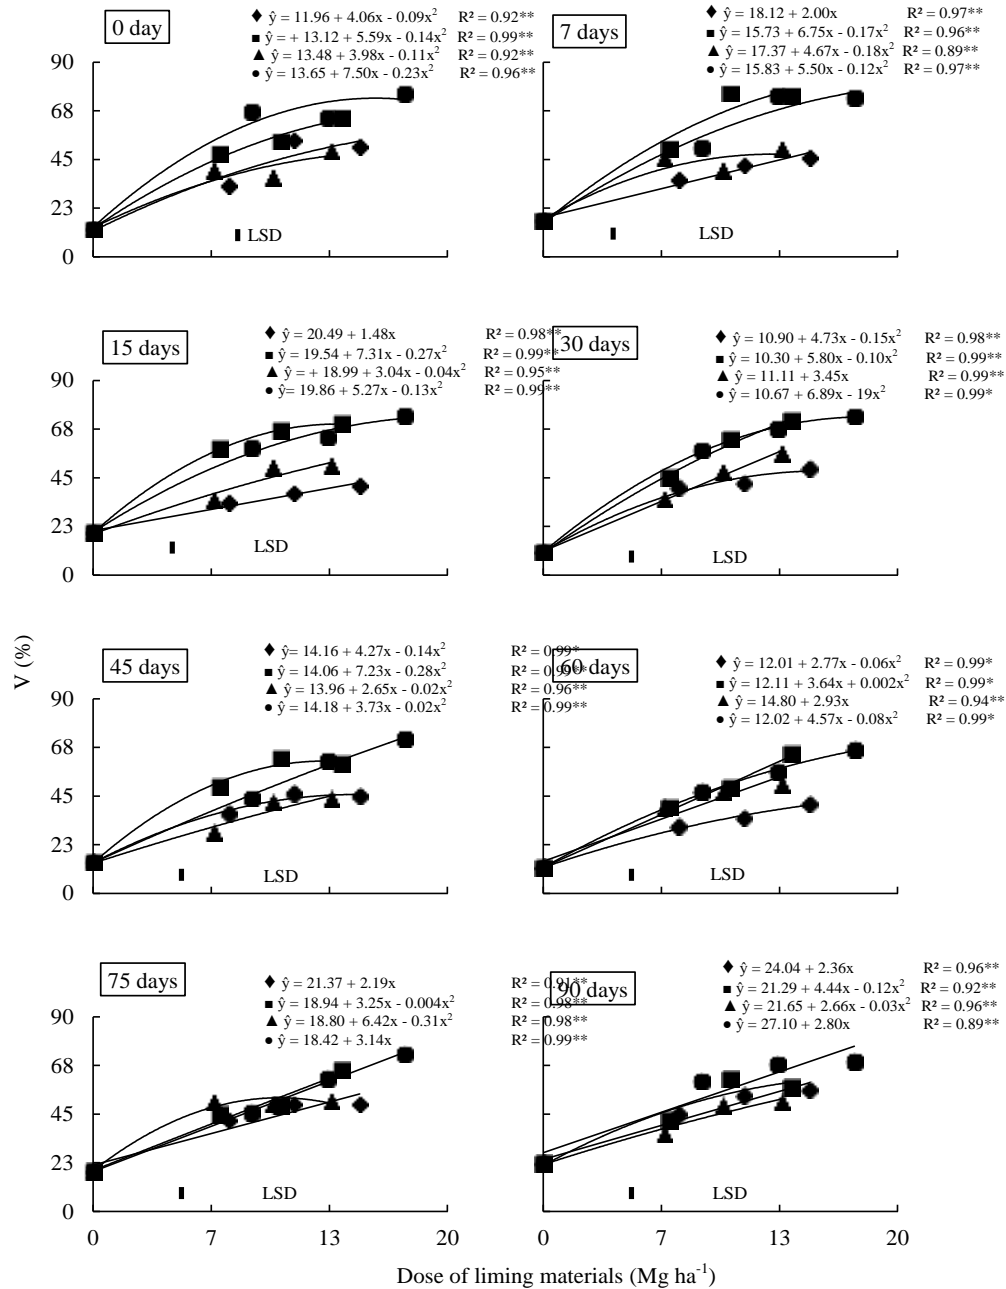 0 day
♦ ŷ = 11.96 + 4.06x - 0.09x² R² = 0.92**
■ ŷ = + 13.12 + 5.59x - 0.14x² R² = 0.99**
▲ ŷ = 13.48 + 3.98x - 0.11x² R² = 0.92**
● ŷ = 13.65 + 7.50x - 0.23x² R² = 0.96**
90
68
45
23
0
LSD
7 days
♦ ŷ = 18.12 + 2.00x R² = 0.97**
■ ŷ = 15.73 + 6.75x - 0.17x² R² = 0.96**
▲ ŷ = 17.37 + 4.67x - 0.18x² R² = 0.89**
● ŷ = 15.83 + 5.50x - 0.12x² R² = 0.97**
LSD
15 days
♦ ŷ = 20.49 + 1.48x R² = 0.98**
■ ŷ = 19.54 + 7.31x - 0.27x² R² = 0.99**
▲ ŷ = + 18.99 + 3.04x - 0.04x² R² = 0.95**
● ŷ= 19.86 + 5.27x - 0.13x² R² = 0.99**
90
68
45
23
0
LSD
30 days
♦ ŷ = 10.90 + 4.73x - 0.15x² R² = 0.98**
■ ŷ = 10.30 + 5.80x - 0.10x² R² = 0.99**
▲ ŷ = 11.11 + 3.45x R² = 0.99**
● ŷ = 10.67 + 6.89x - 19x² R² = 0.99*
LSD
V (%)
45 days
♦ ŷ = 14.16 + 4.27x - 0.14x² R² = 0.99*
■ ŷ = 14.06 + 7.23x - 0.28x² R² = 0.99**
▲ ŷ = 13.96 + 2.65x - 0.02x² R² = 0.96**
● ŷ = 14.18 + 3.73x - 0.02x² R² = 0.99**
90
68
45
23
0
LSD
60 days
♦ ŷ = 12.01 + 2.77x - 0.06x² R² = 0.99*
■ ŷ = 12.11 + 3.64x + 0.002x² R² = 0.99*
▲ ŷ = 14.80 + 2.93x R² = 0.94**
● ŷ = 12.02 + 4.57x - 0.08x² R² = 0.99*
0
7
13
20
LSD
75 days
♦ ŷ = 21.37 + 2.19x R² = 0.91**
■ ŷ = 18.94 + 3.25x - 0.004x² R² = 0.98**
▲ ŷ = 18.80 + 6.42x - 0.31x² R² = 0.98**
● ŷ = 18.42 + 3.14x R² = 0.99**
90
68
45
23
0
LSD
0 7 13 20
90 days
♦ ŷ = 24.04 + 2.36x R² = 0.96**
■ ŷ = 21.29 + 4.44x - 0.12x² R² = 0.92**
▲ ŷ = 21.65 + 2.66x - 0.03x² R² = 0.96**
● ŷ = 27.10 + 2.80x R² = 0.89**
LSD
0 7 13 20
Dose of liming materials (Mg ha⁻¹)